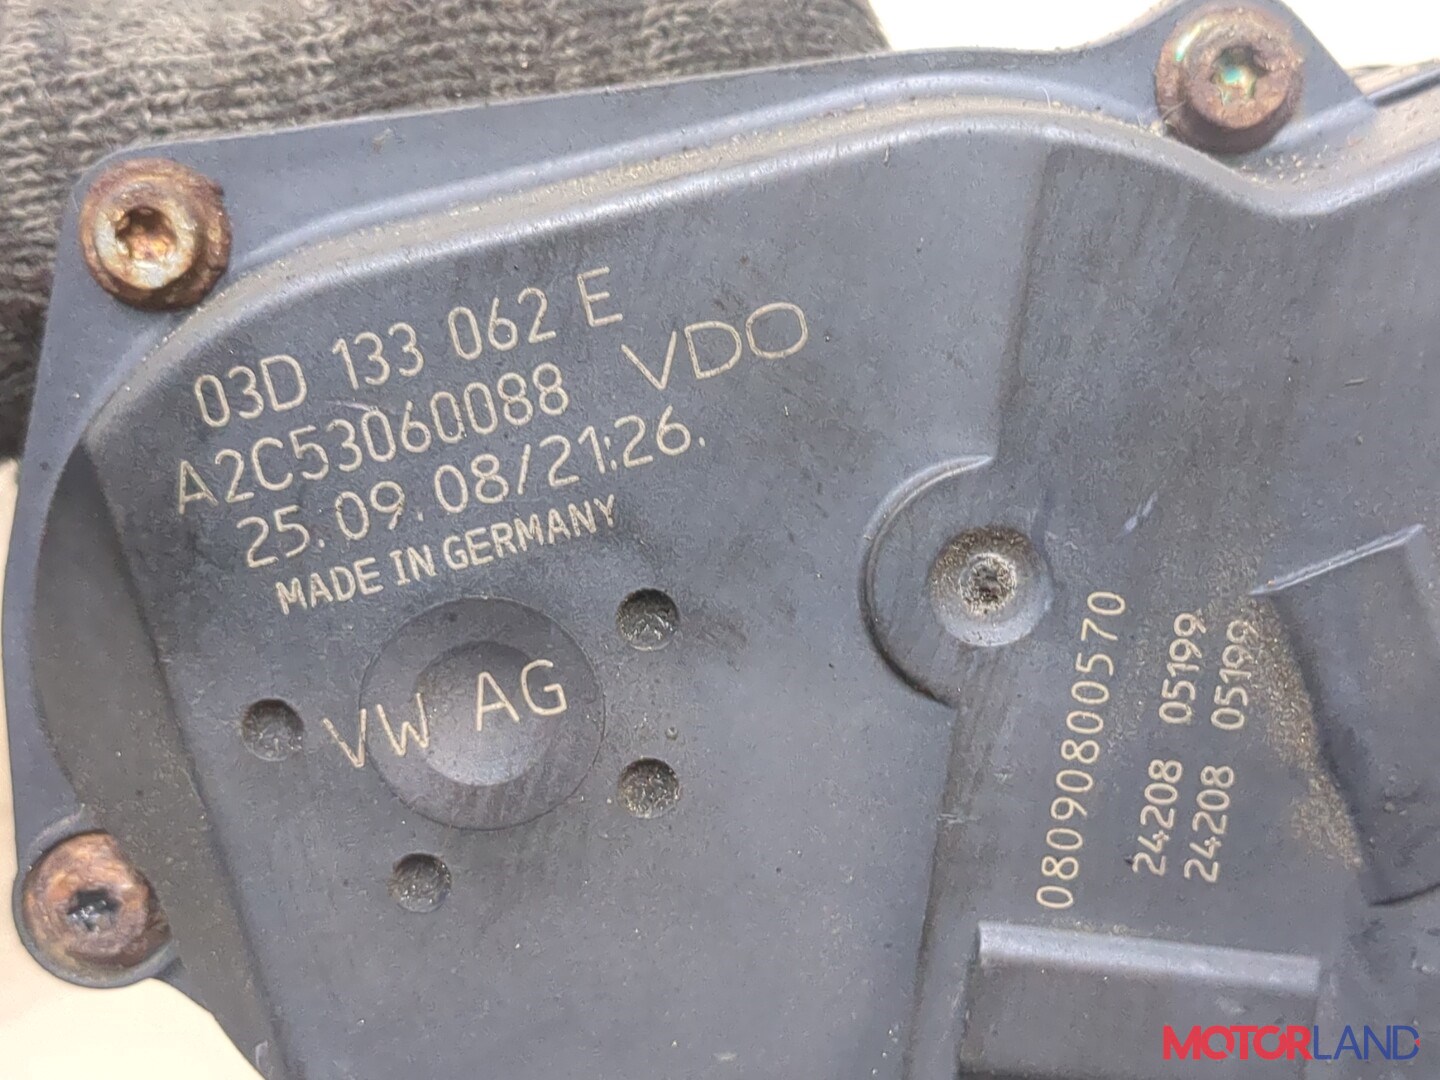 03D 133 062 E
A2C53060088 VDO
25.09.08/21:26.
MADE IN GERMANY
VW AG
08090800570
24208 05199
24208 05199
MOTORLAND